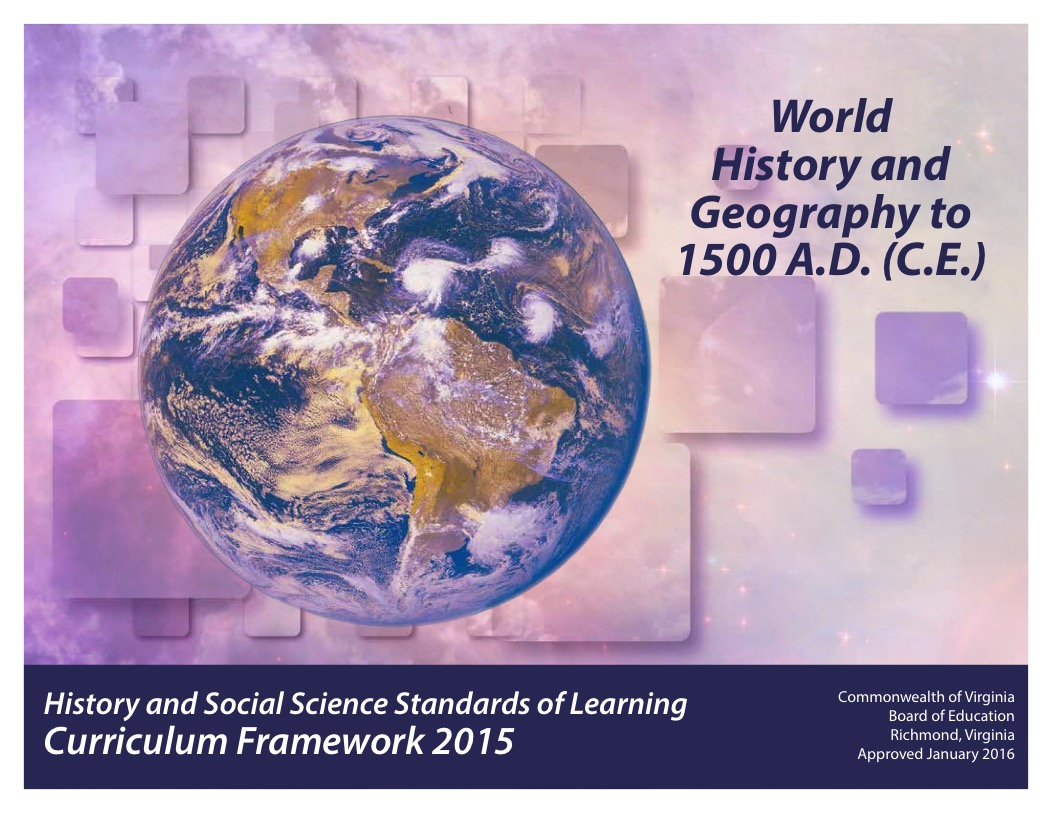 World
History and
Geography to
1500 A.D. (C.E.)
History and Social Science Standards of Learning
Curriculum Framework 2015
Commonwealth of Virginia
Board of Education
Richmond, Virginia
Approved January 2016